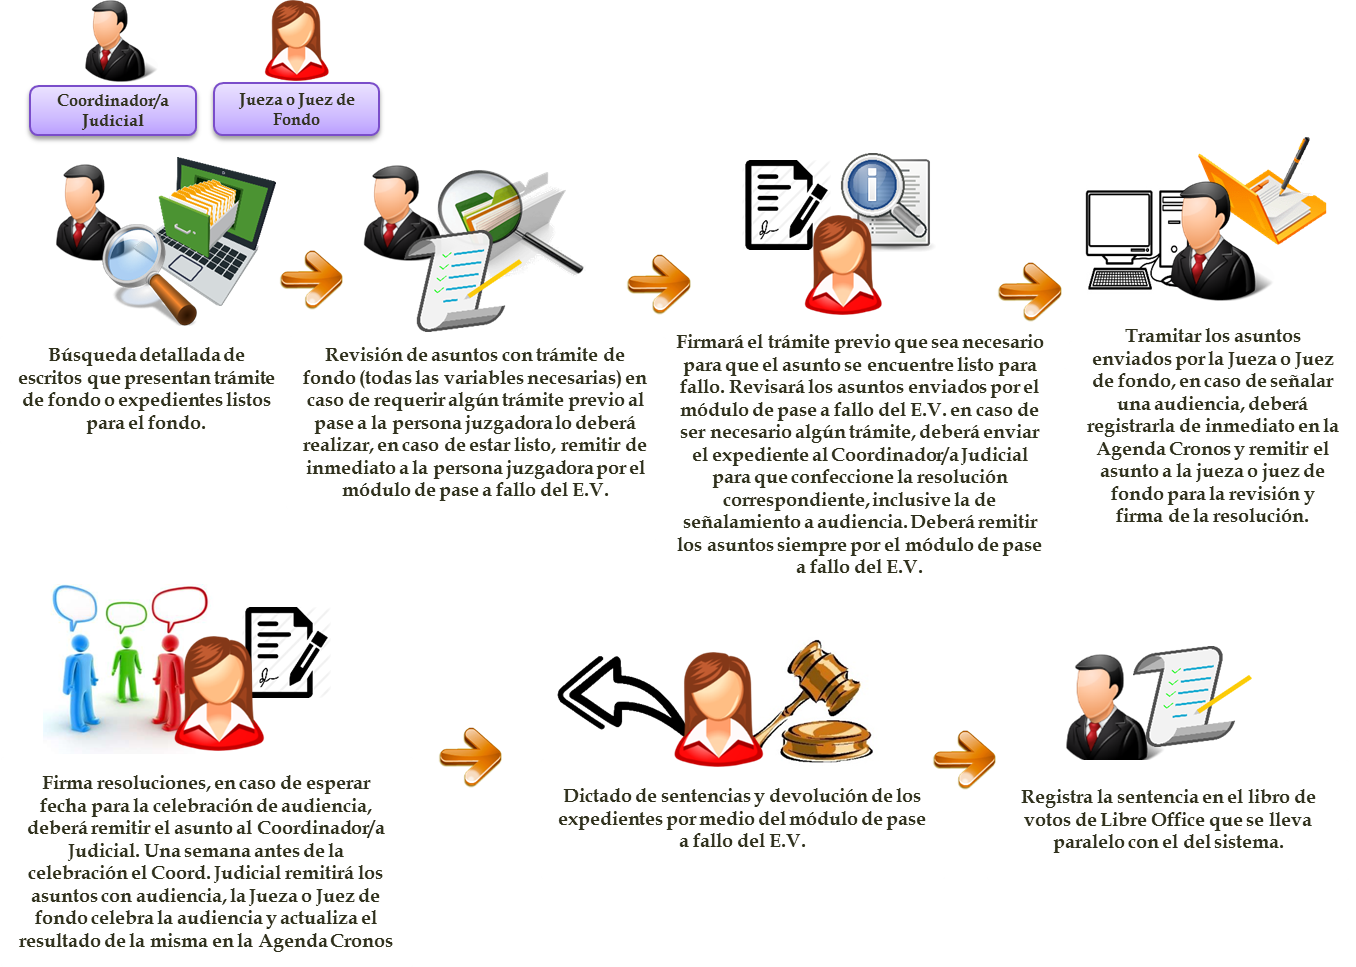 Coordinador/a
Judicial
Jueza o Juez de
Fondo
Búsqueda detallada de
escritos que presentan trámite
de fondo o expedientes listos
para el fondo.
Revisión de asuntos con trámite de
fondo (todas las variables necesarias) en
caso de requerir algún trámite previo al
pase a la persona juzgadora lo deberá
realizar, en caso de estar listo, remitir de
inmediato a la persona juzgadora por el
módulo de pase a fallo del E.V.
Firmará el trámite previo que sea necesario
para que el asunto se encuentre listo para
fallo. Revisará los asuntos enviados por el
módulo de pase a fallo del E.V. en caso de
ser necesario algún trámite, deberá enviar
el expediente al Coordinador/a Judicial
para que confeccione la resolución
correspondiente, inclusive la de
señalamiento a audiencia. Deberá remitir
los asuntos siempre por el módulo de pase
a fallo del E.V.
Tramitar los asuntos
enviados por la Jueza o Juez
de fondo, en caso de señalar
una audiencia, deberá
registrarla de inmediato en la
Agenda Cronos y remitir el
asunto a la jueza o juez de
fondo para la revisión y
firma de la resolución.
Firma resoluciones, en caso de esperar
fecha para la celebración de audiencia,
deberá remitir el asunto al Coordinador/a
Judicial. Una semana antes de la
celebración el Coord. Judicial remitirá los
asuntos con audiencia, la Jueza o Juez de
fondo celebra la audiencia y actualiza el
resultado de la misma en la Agenda Cronos
Dictado de sentencias y devolución de los
expedientes por medio del módulo de pase
a fallo del E.V.
Registra la sentencia en el libro de
votos de Libre Office que se lleva
paralelo con el del sistema.